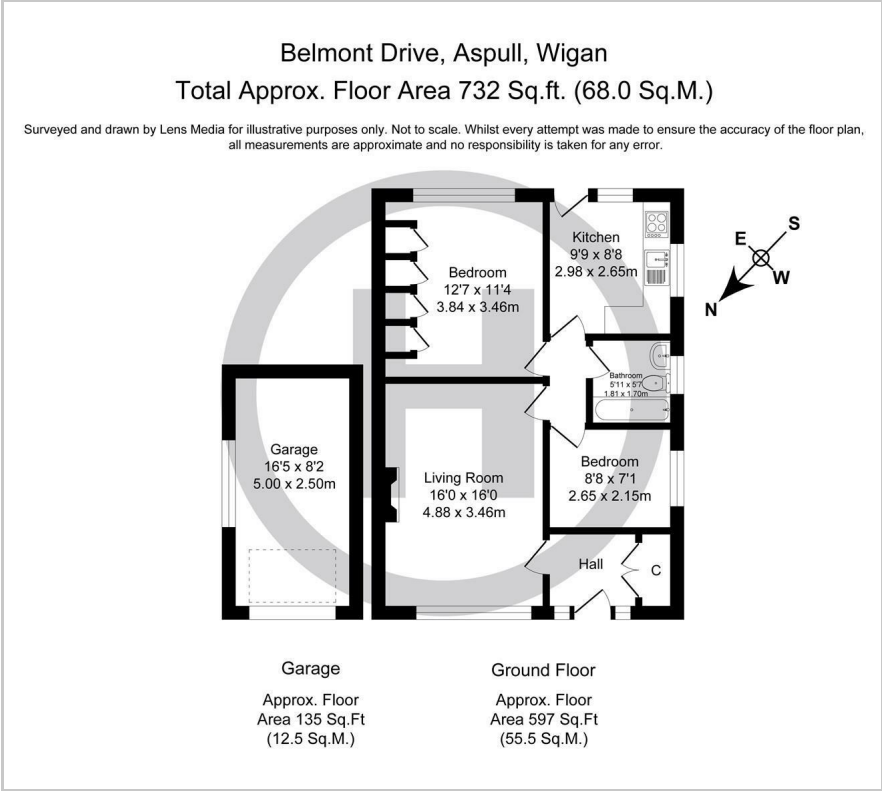 Belmont Drive, Aspull, Wigan
Total Approx. Floor Area 732 Sq.ft. (68.0 Sq.M.)
Surveyed and drawn by Lens Media for illustrative purposes only. Not to scale. Whilst every attempt was made to ensure the accuracy of the floor plan,
all measurements are approximate and no responsibility is taken for any error.
Kitchen
9'9 x 8'8
2.98 x 2.65m
E
S
W
N
Bedroom
12'7 x 11'4
3.84 x 3.46m
Bathroom
5'11 x 5'7
1.81 x 1.70m
Garage
16'5 x 8'2
5.00 x 2.50m
Living Room
16'0 x 16'0
4.88 x 3.46m
Bedroom
8'8 x 7'1
2.65 x 2.15m
Hall
C
Garage
Approx. Floor
Area 135 Sq.Ft
(12.5 Sq.M.)
Ground Floor
Approx. Floor
Area 597 Sq.Ft
(55.5 Sq.M.)
H